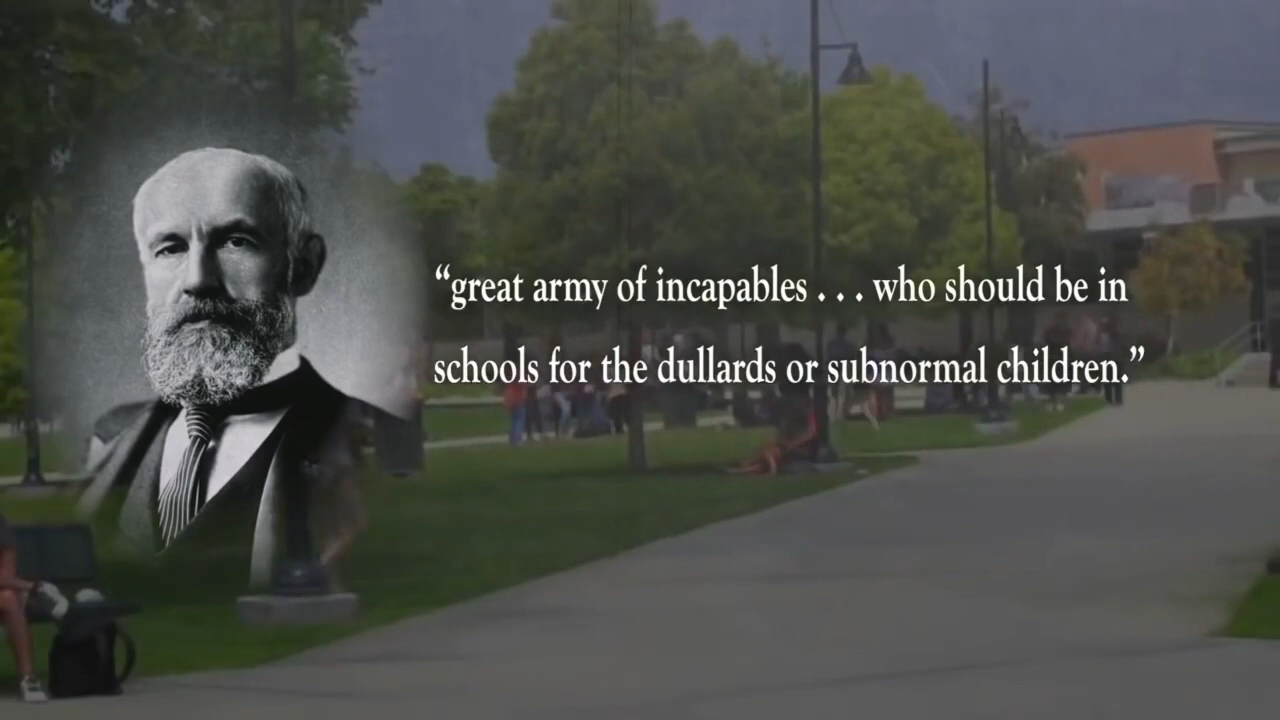 “great army of incapables . . . who should be in
schools for the dullards or subnormal children.”